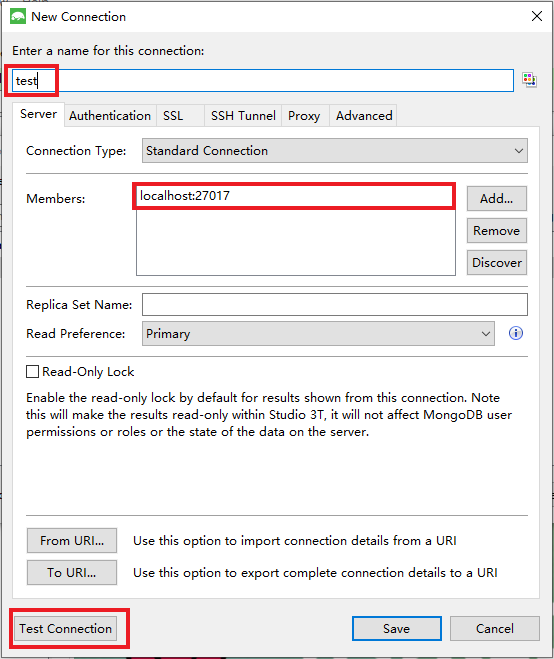 New Connection
Enter a name for this connection:
test
Server Authentication SSL SSH Tunnel Proxy Advanced
Connection Type: Standard Connection
Members: localhost:27017 Add...
Remove
Discover
Replica Set Name:
Read Preference: Primary
Read-Only Lock
Enable the read-only lock by default for results shown from this connection. Note
this will make the results read-only within Studio 3T, it will not affect MongoDB user
permissions or roles or the state of the data on the server.
From URI... Use this option to import connection details from a URI
To URI... Use this option to export complete connection details to a URI
Test Connection Save Cancel